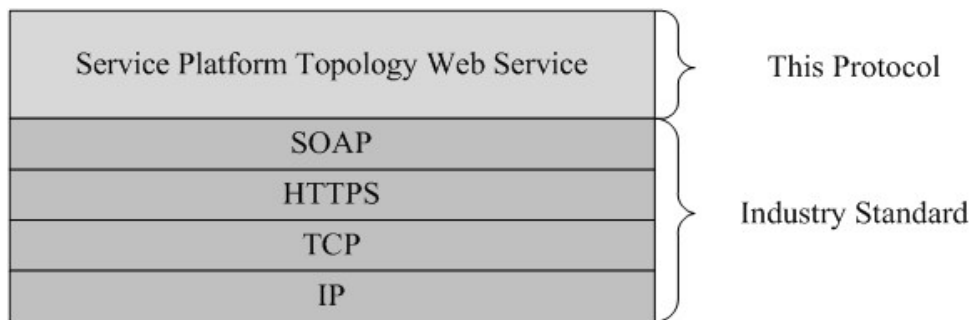 Service Platform Topology Web Service
This Protocol
SOAP
HTTPS
TCP
IP
Industry Standard